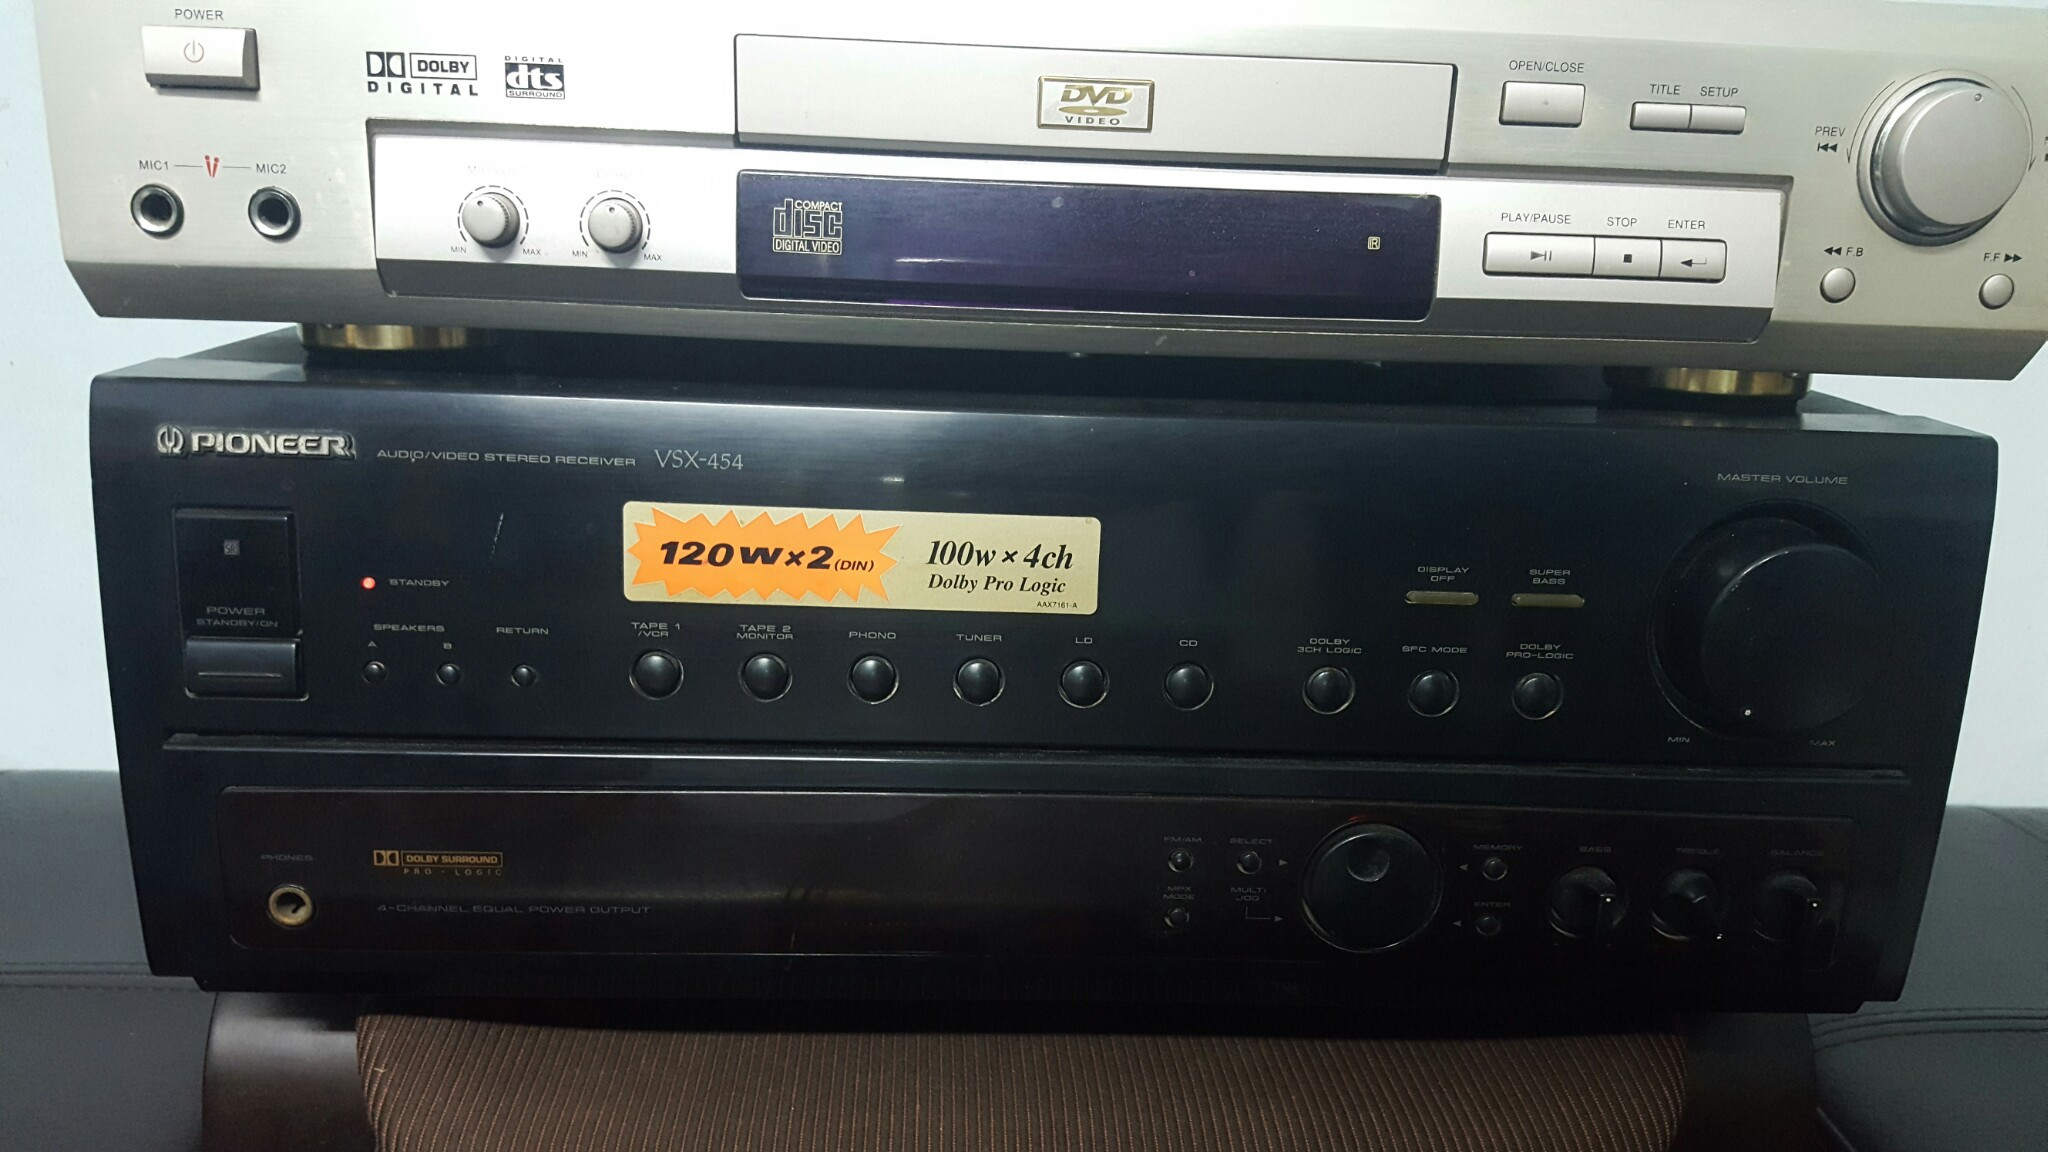 POWER
DOLBY
DIGITAL
DIGITAL
dts
SURROUND
DVD
VIDEO
OPEN/CLOSE
TITLE
SETUP
PREV
MIC1
MIC2
MIN
MAX
MIN
MAX
COMPACT
disc
DIGITAL VIDEO
PLAY/PAUSE
STOP
ENTER
F.B
F.F
PIONEER
AUDIO/VIDEO STEREO RECEIVER VSX-454
MASTER VOLUME
120W×2 (DIN)
100w × 4ch
Dolby Pro Logic
AAX7161-A
STANDBY
POWER
STANDBY/ON
SPEAKERS
A
B
RETURN
TAPE 1
/VCR
TAPE 2
MONITOR
PHONO
TUNER
LD
CD
DISPLAY
OFF
SUPER
BASS
DOLBY
3CH LOGIC
SFC MODE
DOLBY
PRO-LOGIC
MIN
MAX
PHONES
DOLBY SURROUND
PRO · LOGIC
4-CHANNEL EQUAL POWER OUTPUT
FM/AM
SELECT
MPX
MODE
MULTI
JOG
MEMORY
ENTER
BASS
TREBLE
BALANCE